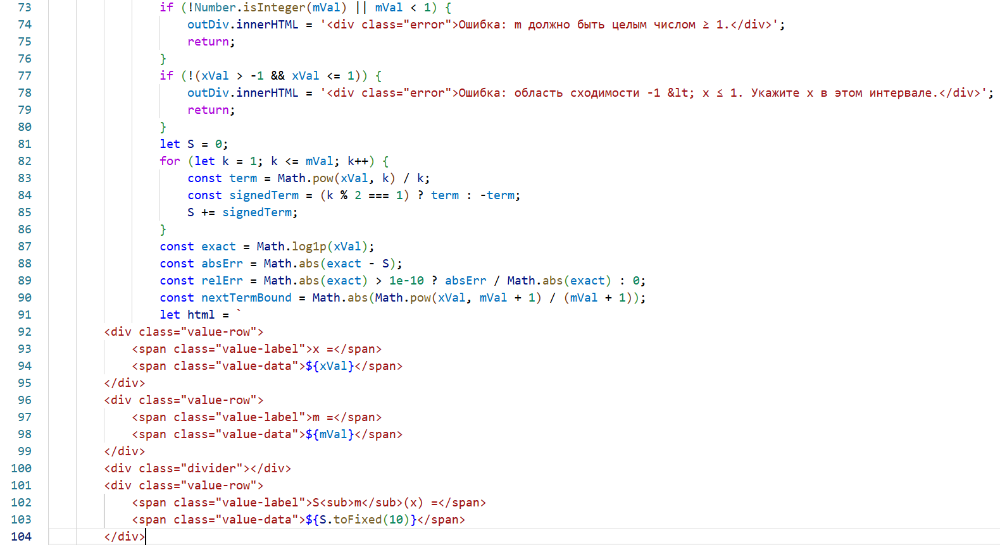 73 if (!Number.isInteger(mVal) || mVal < 1) {
74 outDiv.innerHTML = '<div class="error">Ошибка: m должно быть целым числом ≥ 1.</div>';
75 return;
76 }
77 if (!(xVal > -1 && xVal <= 1)) {
78 outDiv.innerHTML = '<div class="error">Ошибка: область сходимости -1 &lt; x ≤ 1. Укажите x в этом интервале.</div>';
79 return;
80 }
81 let S = 0;
82 for (let k = 1; k <= mVal; k++) {
83 const term = Math.pow(xVal, k) / k;
84 const signedTerm = (k % 2 === 1) ? term : -term;
85 S += signedTerm;
86 }
87 const exact = Math.log1p(xVal);
88 const absErr = Math.abs(exact - S);
89 const relErr = Math.abs(exact) > 1e-10 ? absErr / Math.abs(exact) : 0;
90 const nextTermBound = Math.abs(Math.pow(xVal, mVal + 1) / (mVal + 1));
91 let html = `
92 <div class="value-row">
93 <span class="value-label">x =</span>
94 <span class="value-data">${xVal}</span>
95 </div>
96 <div class="value-row">
97 <span class="value-label">m =</span>
98 <span class="value-data">${mVal}</span>
99 </div>
100 <div class="divider"></div>
101 <div class="value-row">
102 <span class="value-label">S<sub>m</sub>(x) =</span>
103 <span class="value-data">${S.toFixed(10)}</span>
104 </div>